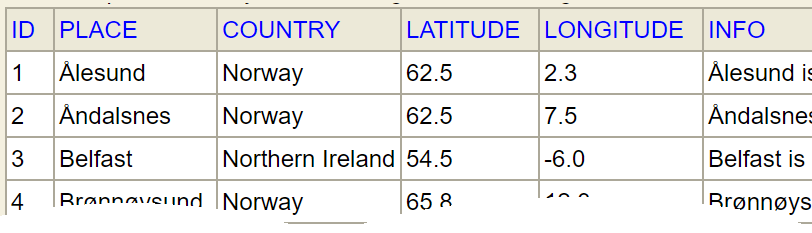 ID PLACE COUNTRY LATITUDE LONGITUDE INFO
1 Ålesund Norway 62.5 2.3 Ålesund is
2 Åndalsnes Norway 62.5 7.5 Åndalsnes
3 Belfast Northern Ireland 54.5 -6.0 Belfast is
4 Brønnøysund Norway 65.8 Brønnøys